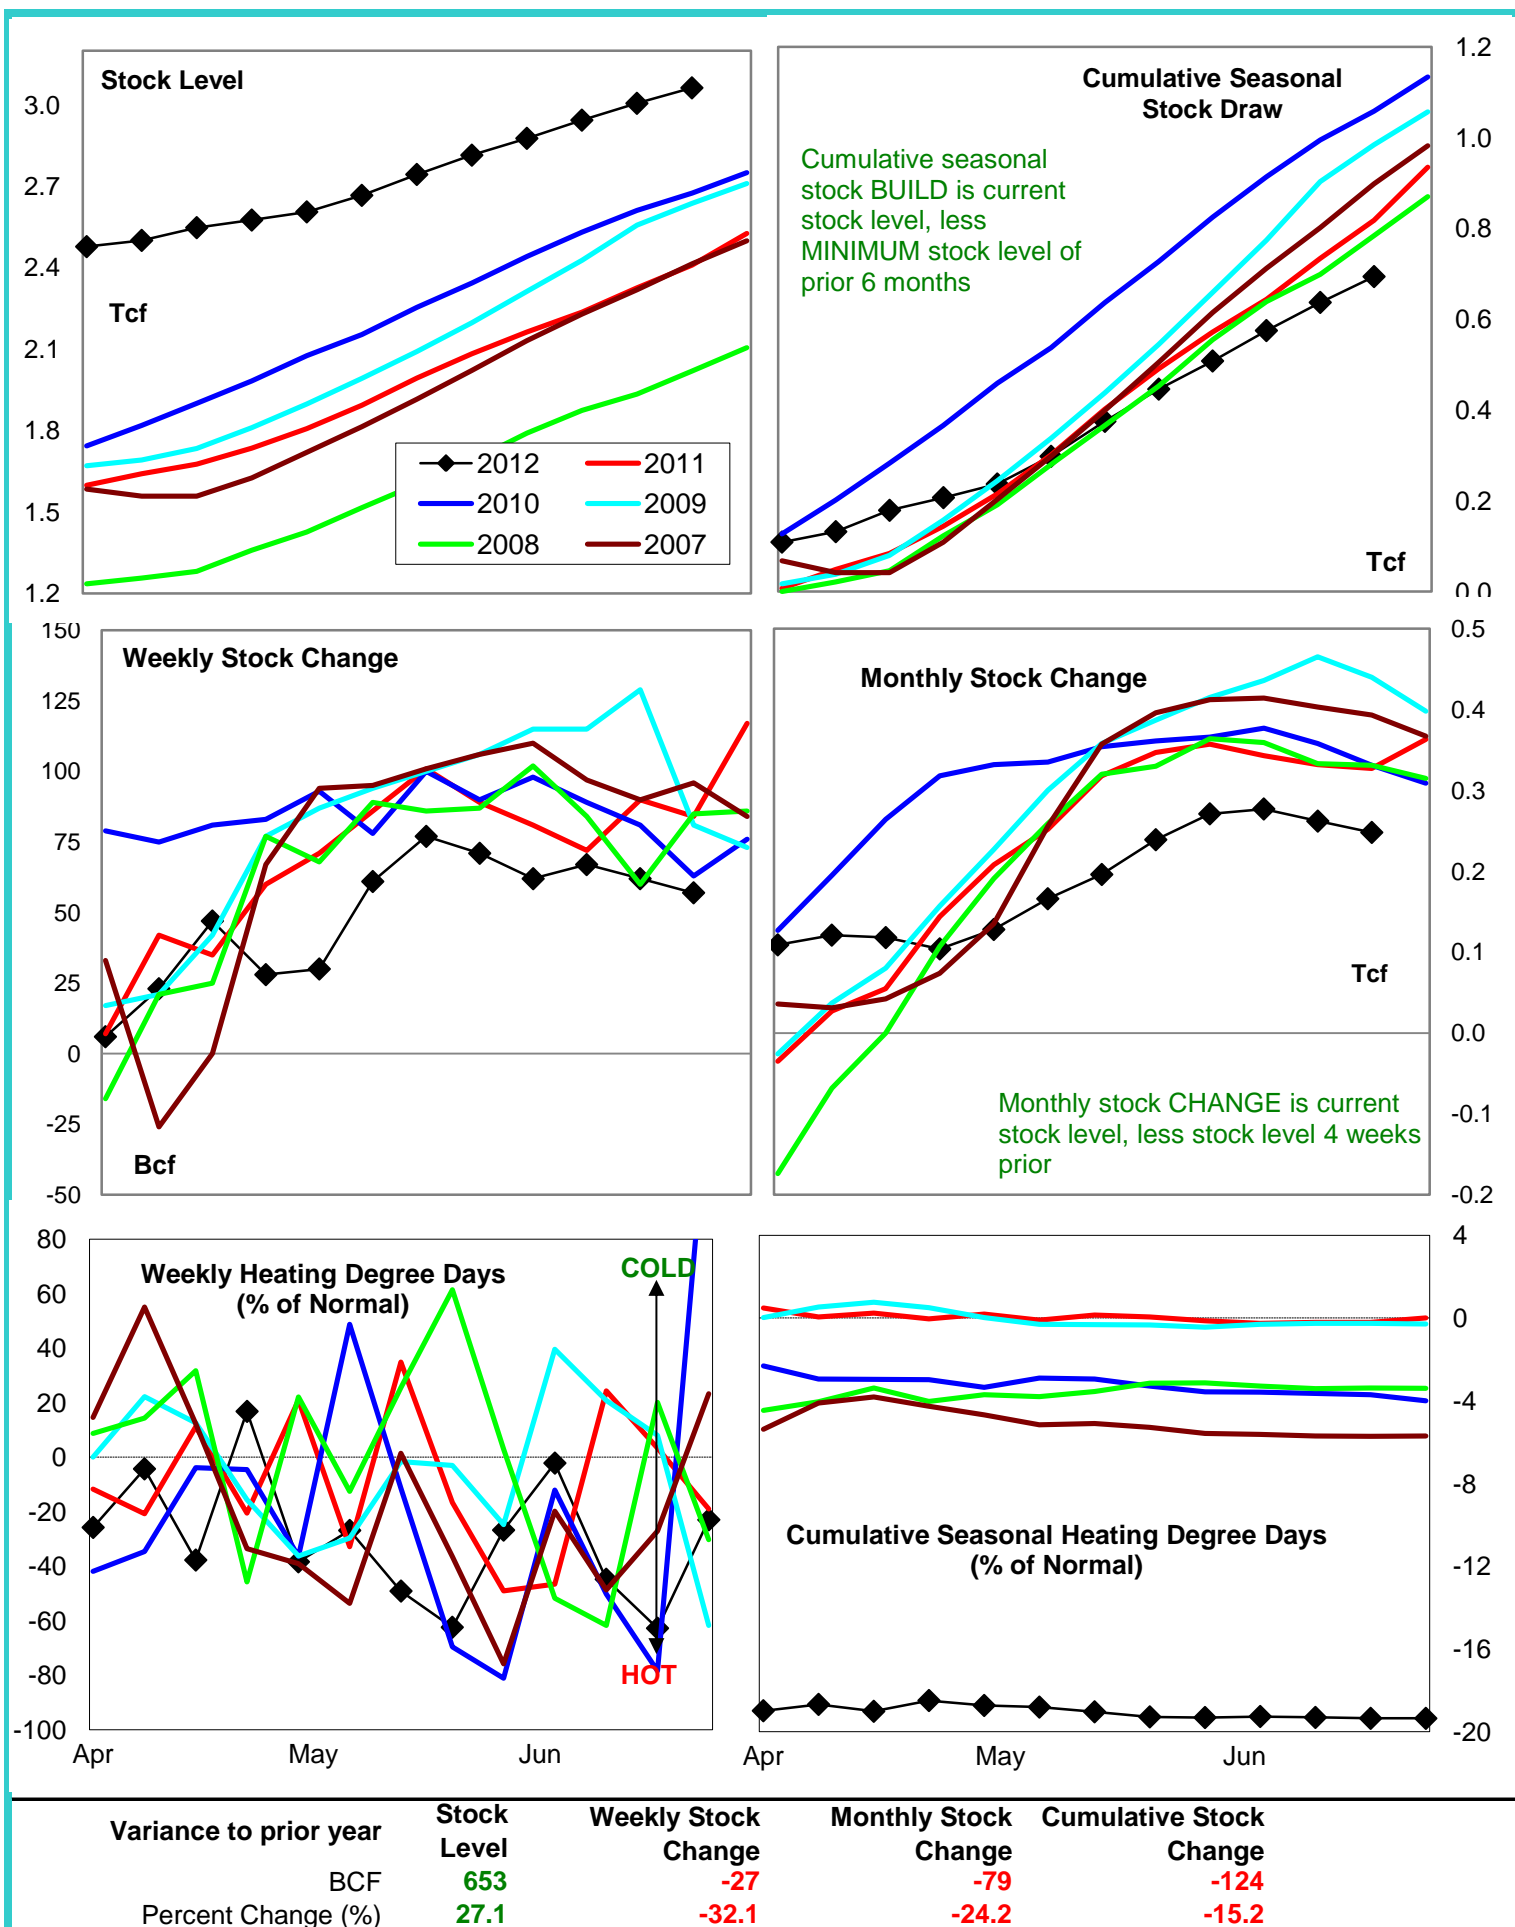 Stock Level
3.0
2.7
2.4
2.1
1.8
1.5
1.2
Tcf
2012
2011
2010
2009
2008
2007
Cumulative Seasonal
Stock Draw
Cumulative seasonal
stock BUILD is current
stock level, less
MINIMUM stock level of
prior 6 months
Tcf
1.2
1.0
0.8
0.6
0.4
0.2
0.0
Weekly Stock Change
150
125
100
75
50
25
0
-25
-50
Bcf
Monthly Stock Change
Tcf
Monthly stock CHANGE is current
stock level, less stock level 4 weeks
prior
0.5
0.4
0.3
0.2
0.1
0.0
-0.1
-0.2
Weekly Heating Degree Days
(% of Normal)
COLD
HOT
80
60
40
20
0
-20
-40
-60
-80
-100
Apr May Jun
Cumulative Seasonal Heating Degree Days
(% of Normal)
4
0
-4
-8
-12
-16
-20
Apr May Jun
Variance to prior year
Stock
Level
Weekly Stock
Change
Monthly Stock
Change
Cumulative Stock
Change
BCF 653 -27 -79 -124
Percent Change (%) 27.1 -32.1 -24.2 -15.2